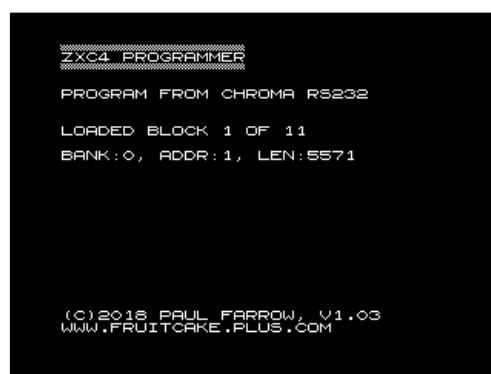 ZXC4 PROGRAMMER
PROGRAM FROM CHROMA RS232
LOADED BLOCK 1 OF 11
BANK:0, ADDR:1, LEN:5571
(C)2018 PAUL FARROW, V1.03
WWW.FRUITCAKE.PLUS.COM